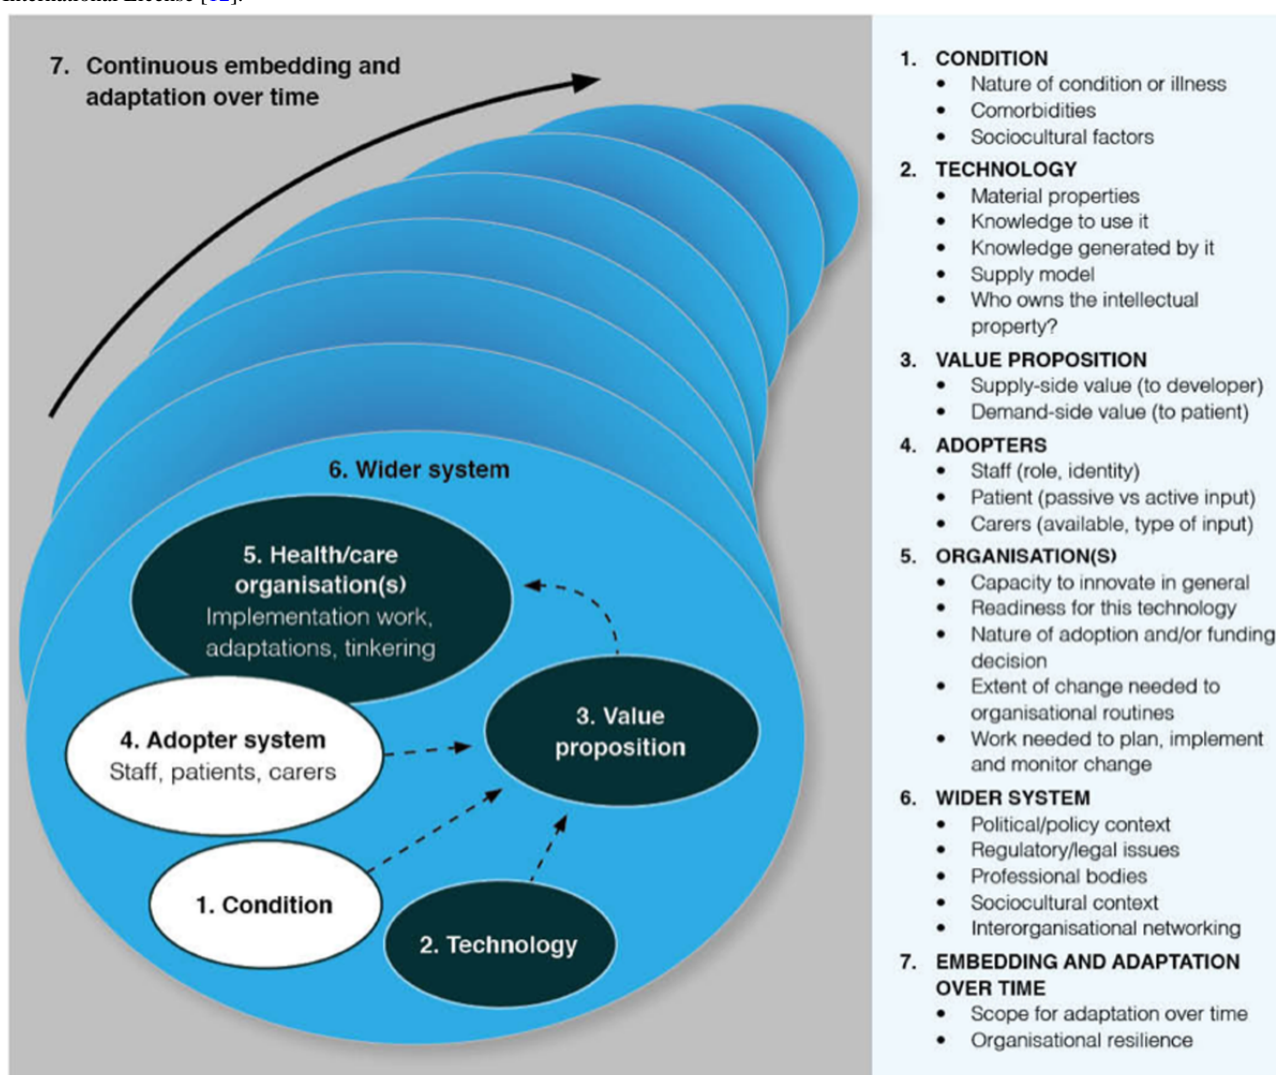 International License [12].
7. Continuous embedding and
adaptation over time
6. Wider system
5. Health/care
organisation(s)
Implementation work,
adaptations, tinkering
4. Adopter system
Staff, patients, carers
3. Value
proposition
1. Condition
2. Technology
1. CONDITION
• Nature of condition or illness
• Comorbidities
• Sociocultural factors
2. TECHNOLOGY
• Material properties
• Knowledge to use it
• Knowledge generated by it
• Supply model
• Who owns the intellectual
property?
3. VALUE PROPOSITION
• Supply-side value (to developer)
• Demand-side value (to patient)
4. ADOPTERS
• Staff (role, identity)
• Patient (passive vs active input)
• Carers (available, type of input)
5. ORGANISATION(S)
• Capacity to innovate in general
• Readiness for this technology
• Nature of adoption and/or funding
decision
• Extent of change needed to
organisational routines
• Work needed to plan, implement
and monitor change
6. WIDER SYSTEM
• Political/policy context
• Regulatory/legal issues
• Professional bodies
• Sociocultural context
• Interorganisational networking
7. EMBEDDING AND ADAPTATION
OVER TIME
• Scope for adaptation over time
• Organisational resilience